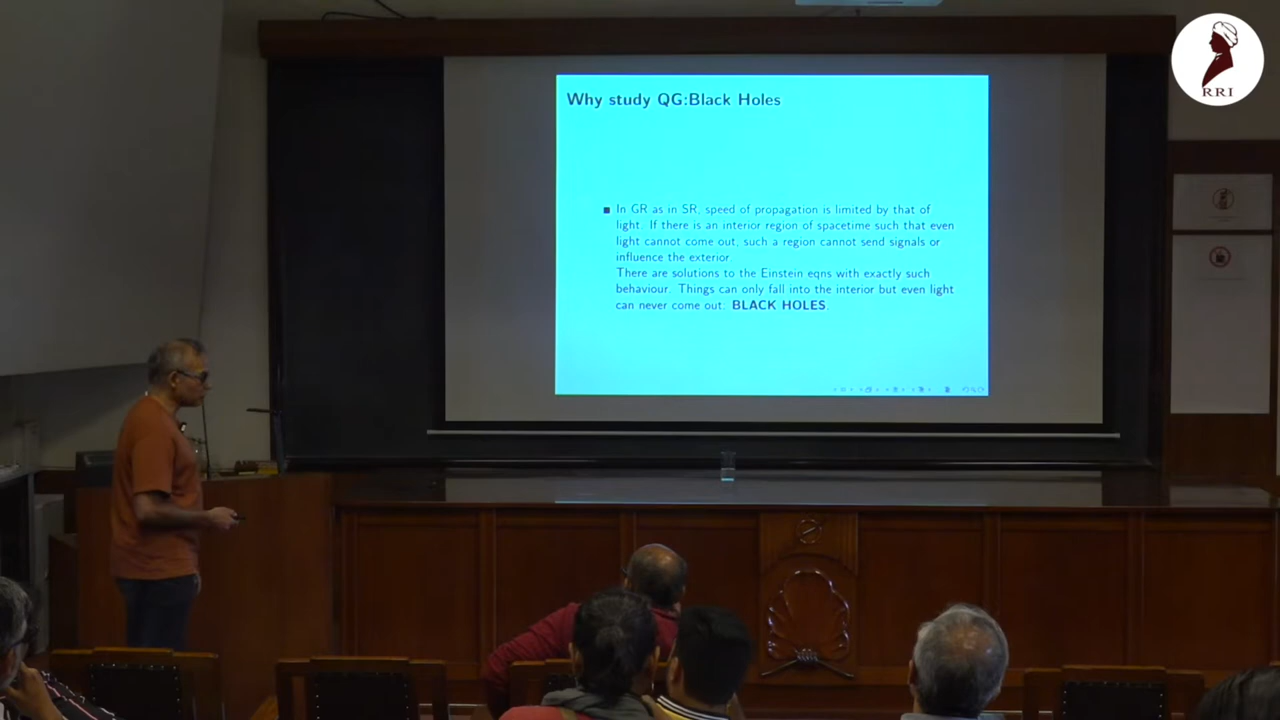 Why study QG:Black Holes
In GR as in SR, speed of propagation is limited by that of
light. If there is an interior region of spacetime such that even
light cannot come out, such a region cannot send signals or
influence the exterior.
There are solutions to the Einstein eqns with exactly such
behaviour. Things can only fall into the interior but even light
can never come out: BLACK HOLES.
RRI